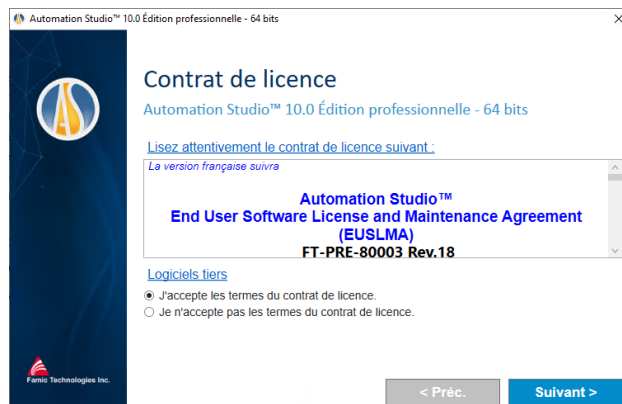 Automation Studio™ 10.0 Édition professionnelle - 64 bits
Contrat de licence
Automation Studio™ 10.0 Édition professionnelle - 64 bits
Lisez attentivement le contrat de licence suivant :
La version française suivra
Automation Studio™
End User Software License and Maintenance Agreement
(EUSLMA)
FT-PRE-80003 Rev.18
Logiciels tiers
J'accepte les termes du contrat de licence.
Je n'accepte pas les termes du contrat de licence.
Famic Technologies Inc.
< Préc.
Suivant >